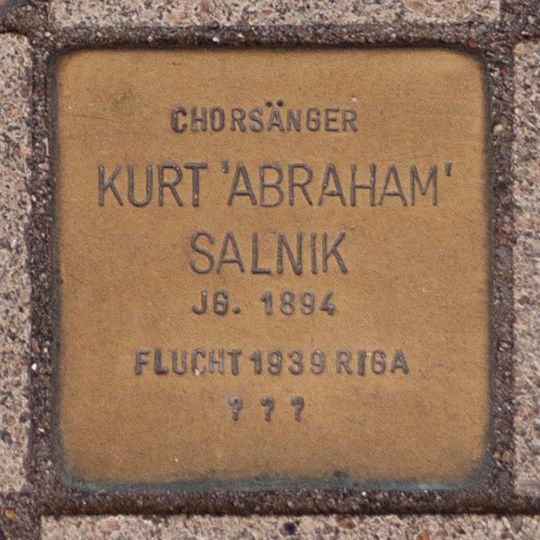 CHORSÄNGER
KURT 'ABRAHAM'
SALNIK
JG. 1894
FLUCHT 1939 RIGA
? ? ?